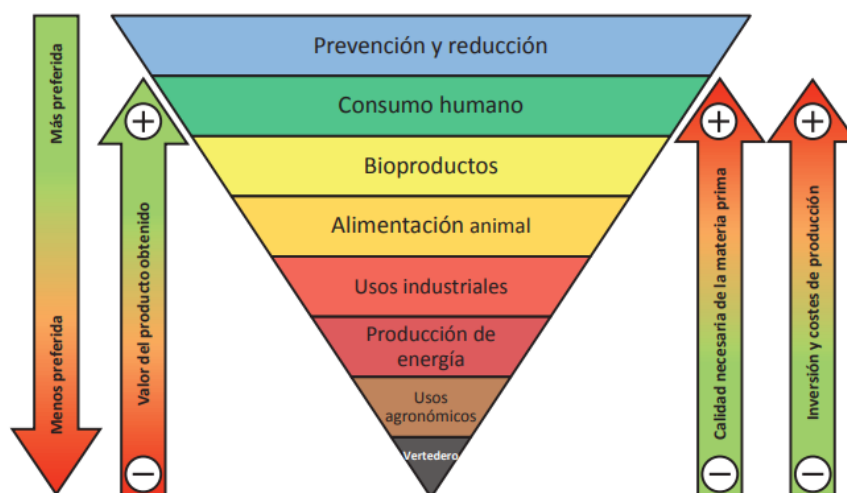 Más preferida
Menos preferida
+
Valor del producto obtenido
−
Prevención y reducción
Consumo humano
Bioproductos
Alimentación animal
Usos industriales
Producción de
energía
Usos
agronómicos
Vertedero
+
Calidad necesaria de la materia prima
−
+
Inversión y costes de producción
−